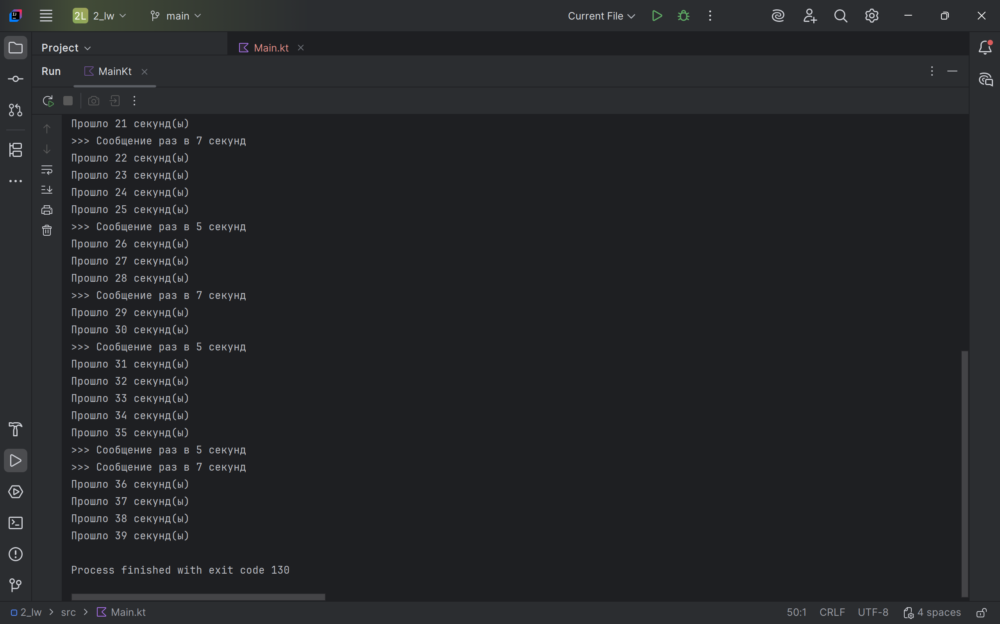 2L 2_lw main Current File
Project Main.kt
Run MainKt
Прошло 21 секунд(ы)
>>> Сообщение раз в 7 секунд
Прошло 22 секунд(ы)
Прошло 23 секунд(ы)
Прошло 24 секунд(ы)
Прошло 25 секунд(ы)
>>> Сообщение раз в 5 секунд
Прошло 26 секунд(ы)
Прошло 27 секунд(ы)
Прошло 28 секунд(ы)
>>> Сообщение раз в 7 секунд
Прошло 29 секунд(ы)
Прошло 30 секунд(ы)
>>> Сообщение раз в 5 секунд
Прошло 31 секунд(ы)
Прошло 32 секунд(ы)
Прошло 33 секунд(ы)
Прошло 34 секунд(ы)
Прошло 35 секунд(ы)
>>> Сообщение раз в 5 секунд
>>> Сообщение раз в 7 секунд
Прошло 36 секунд(ы)
Прошло 37 секунд(ы)
Прошло 38 секунд(ы)
Прошло 39 секунд(ы)
Process finished with exit code 130
2_lw > src > Main.kt 50:1 CRLF UTF-8 4 spaces